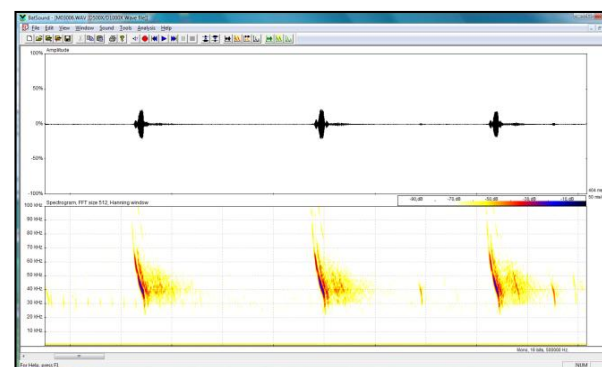 BatSound - [M03006.WAV [D500X/D1000X Wave file]]
File Edit View Window Sound Tools Analysis Help
Amplitude
100%
50%
0%
-50%
-100%
Spectrogram, FFT size 512, Hanning window
-90 dB -70 dB -50 dB -30 dB -10 dB
100 kHz
90 kHz
80 kHz
70 kHz
60 kHz
50 kHz
40 kHz
30 kHz
20 kHz
10 kHz
Mono, 16 bits, 500000 Hz.
For Help, press F1
NUM